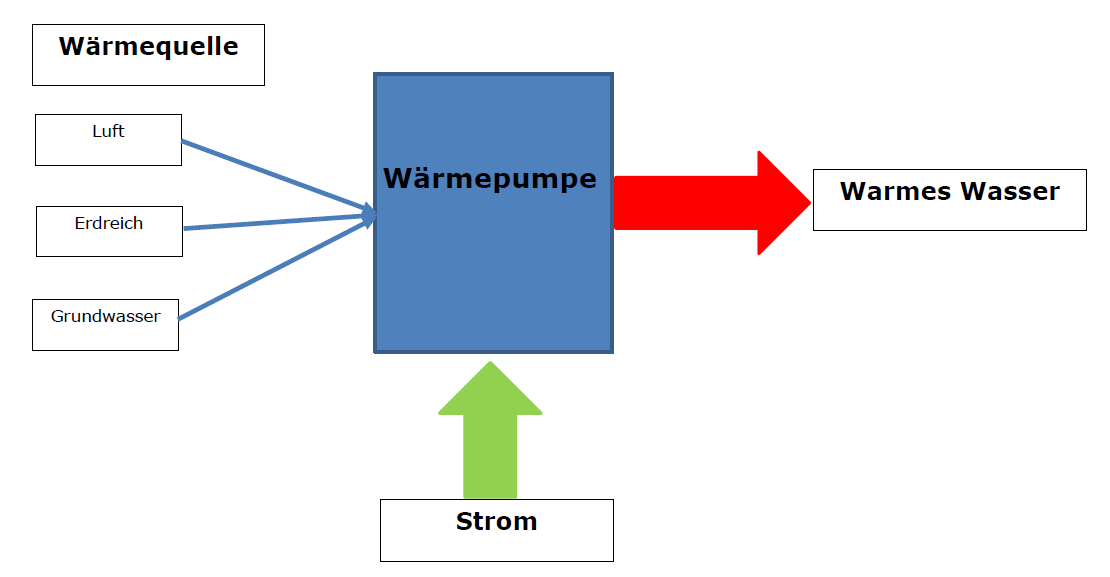 Wärmequelle
Luft
Erdreich
Grundwasser
Wärmepumpe
Warmes Wasser
Strom